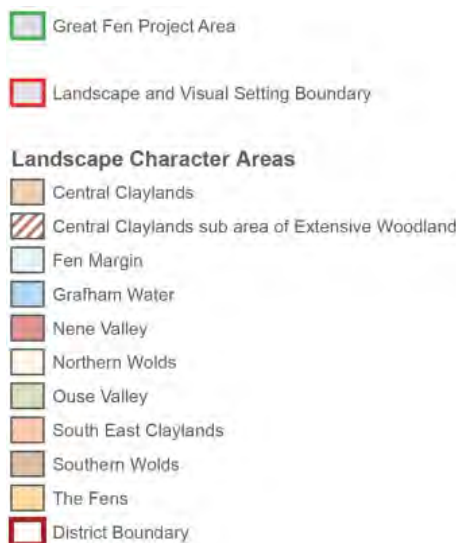 Great Fen Project Area
Landscape and Visual Setting Boundary
Landscape Character Areas
Central Claylands
Central Claylands sub area of Extensive Woodland
Fen Margin
Grafham Water
Nene Valley
Northern Wolds
Ouse Valley
South East Claylands
Southern Wolds
The Fens
District Boundary